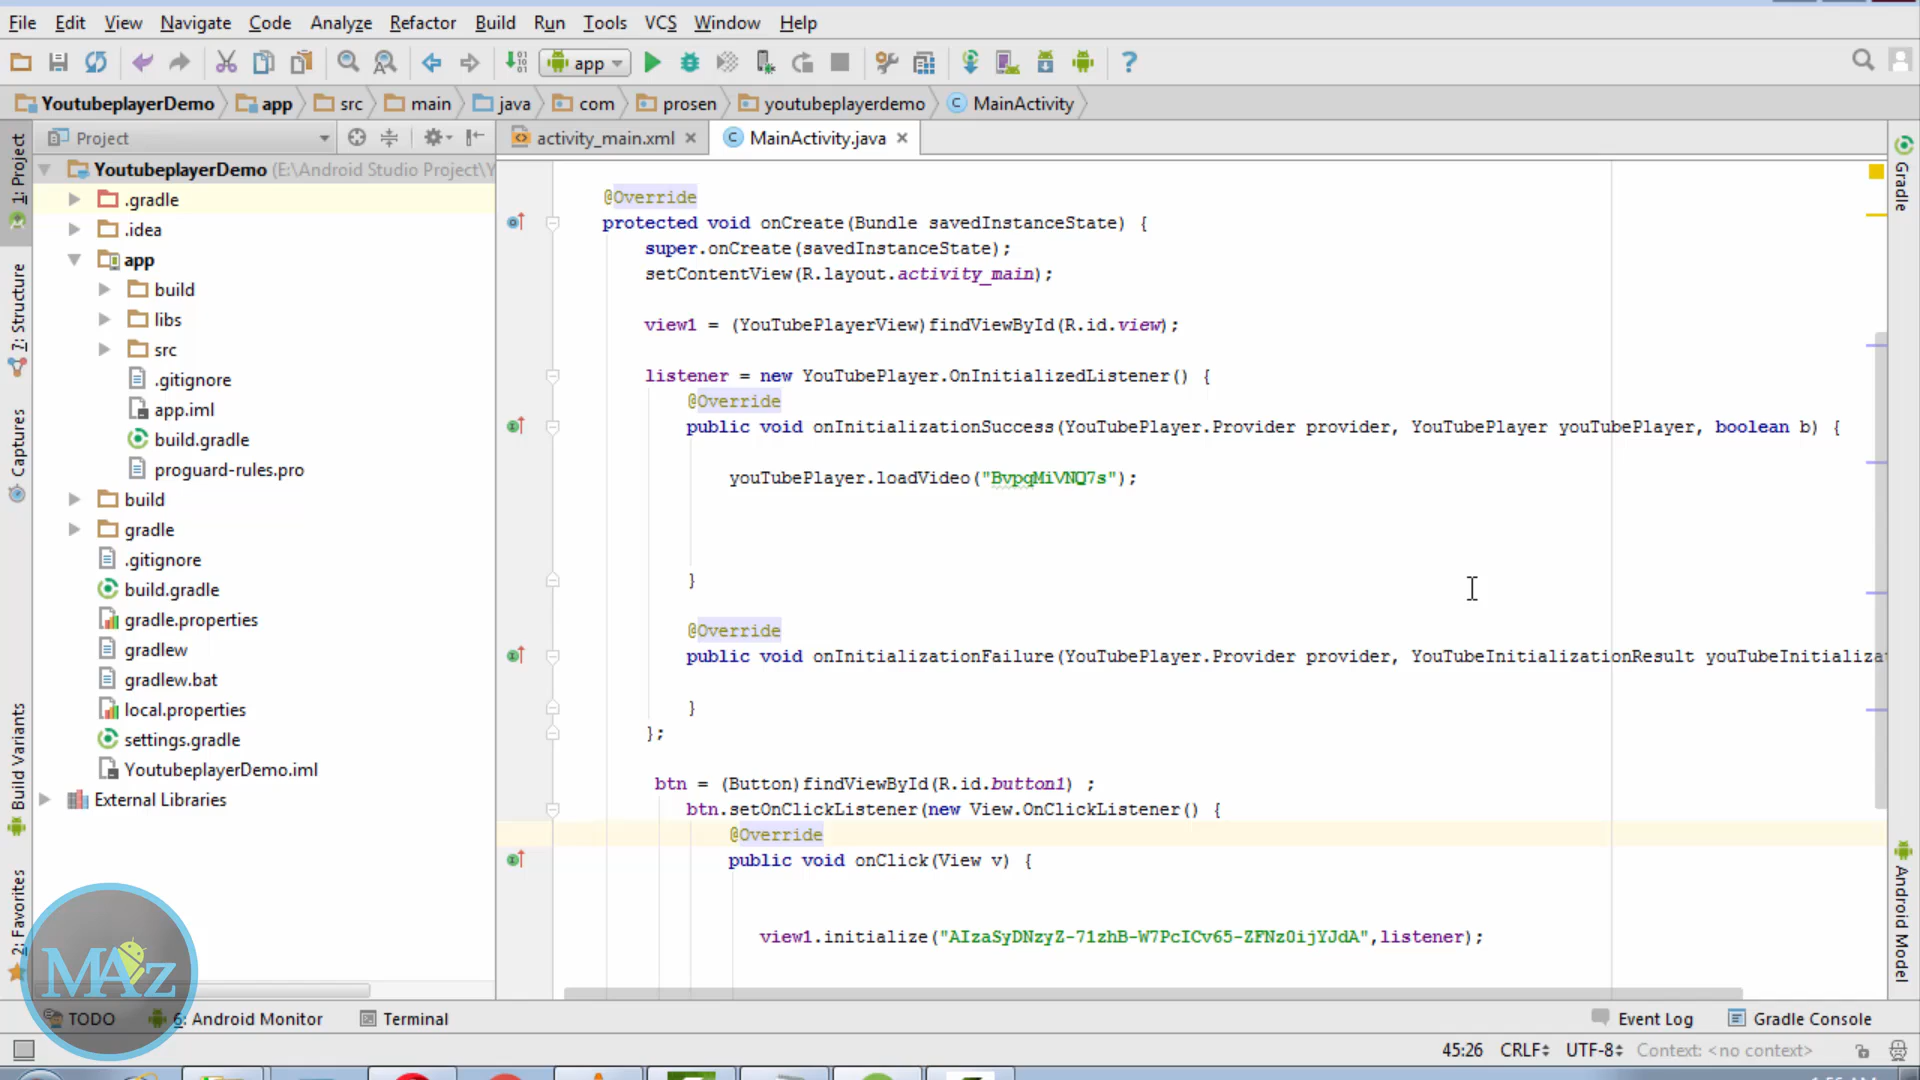 File Edit View Navigate Code Analyze Refactor Build Run Tools VCS Window Help
app
YoutubeplayerDemo app src main java com prosen youtubeplayerdemo MainActivity
Project
activity_main.xml
MainActivity.java
1: Project
7: Structure
Captures
Build Variants
2: Favorites
YoutubeplayerDemo (E:\Android Studio Project\Y
.gradle
.idea
app
build
libs
src
.gitignore
app.iml
build.gradle
proguard-rules.pro
build
gradle
.gitignore
build.gradle
gradle.properties
gradlew
gradlew.bat
local.properties
settings.gradle
YoutubeplayerDemo.iml
External Libraries
@Override
protected void onCreate(Bundle savedInstanceState) {
super.onCreate(savedInstanceState);
setContentView(R.layout.activity_main);
view1 = (YouTubePlayerView)findViewById(R.id.view);
listener = new YouTubePlayer.OnInitializedListener() {
@Override
public void onInitializationSuccess(YouTubePlayer.Provider provider, YouTubePlayer youTubePlayer, boolean b) {
youTubePlayer.loadVideo("BvpqMiVNQ7s");
}
@Override
public void onInitializationFailure(YouTubePlayer.Provider provider, YouTubeInitializationResult youTubeInitializa
}
};
btn = (Button)findViewById(R.id.button1) ;
btn.setOnClickListener(new View.OnClickListener() {
@Override
public void onClick(View v) {
view1.initialize("AIzaSyDNzyZ-71zhB-W7PcICv65-ZFNz0ijYJdA",listener);
Gradle
Android Model
MAz
TODO
6: Android Monitor
Terminal
Event Log
Gradle Console
45:26 CRLF UTF-8 Context: <no context>